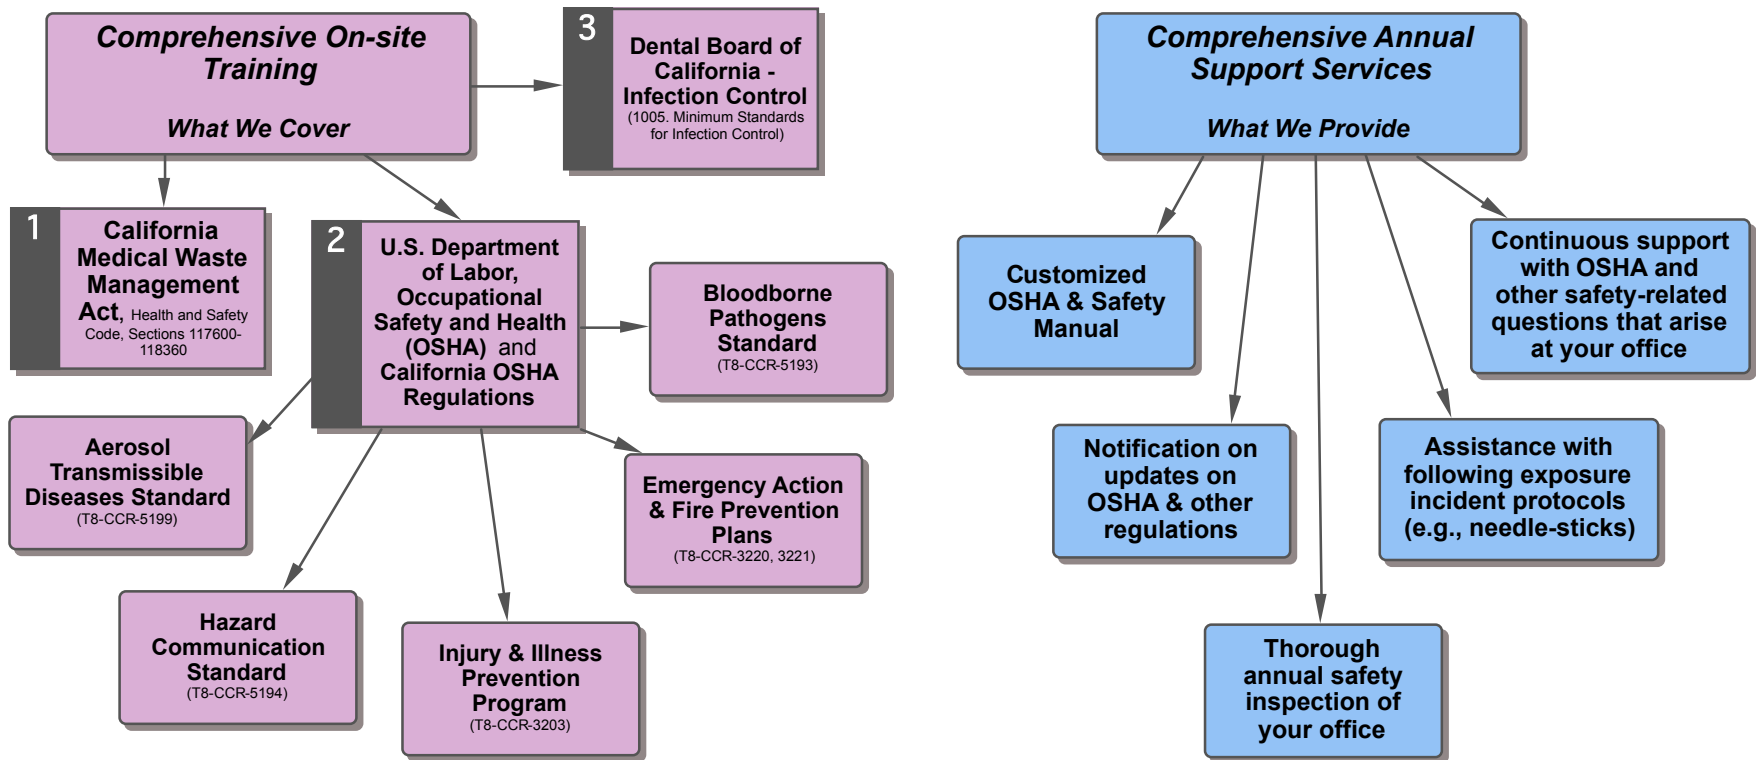 Comprehensive On-site
Training
What We Cover
3
Dental Board of
California -
Infection Control
(1005. Minimum Standards
for Infection Control)
1
California
Medical Waste
Management
Act, Health and Safety
Code, Sections 117600-
118360
2
U.S. Department
of Labor,
Occupational
Safety and Health
(OSHA) and
California OSHA
Regulations
Bloodborne
Pathogens
Standard
(T8-CCR-5193)
Aerosol
Transmissible
Diseases Standard
(T8-CCR-5199)
Emergency Action
& Fire Prevention
Plans
(T8-CCR-3220, 3221)
Hazard
Communication
Standard
(T8-CCR-5194)
Injury & Illness
Prevention
Program
(T8-CCR-3203)
Comprehensive Annual
Support Services
What We Provide
Customized
OSHA & Safety
Manual
Continuous support
with OSHA and
other safety-related
questions that arise
at your office
Notification on
updates on
OSHA & other
regulations
Assistance with
following exposure
incident protocols
(e.g., needle-sticks)
Thorough
annual safety
inspection of
your office